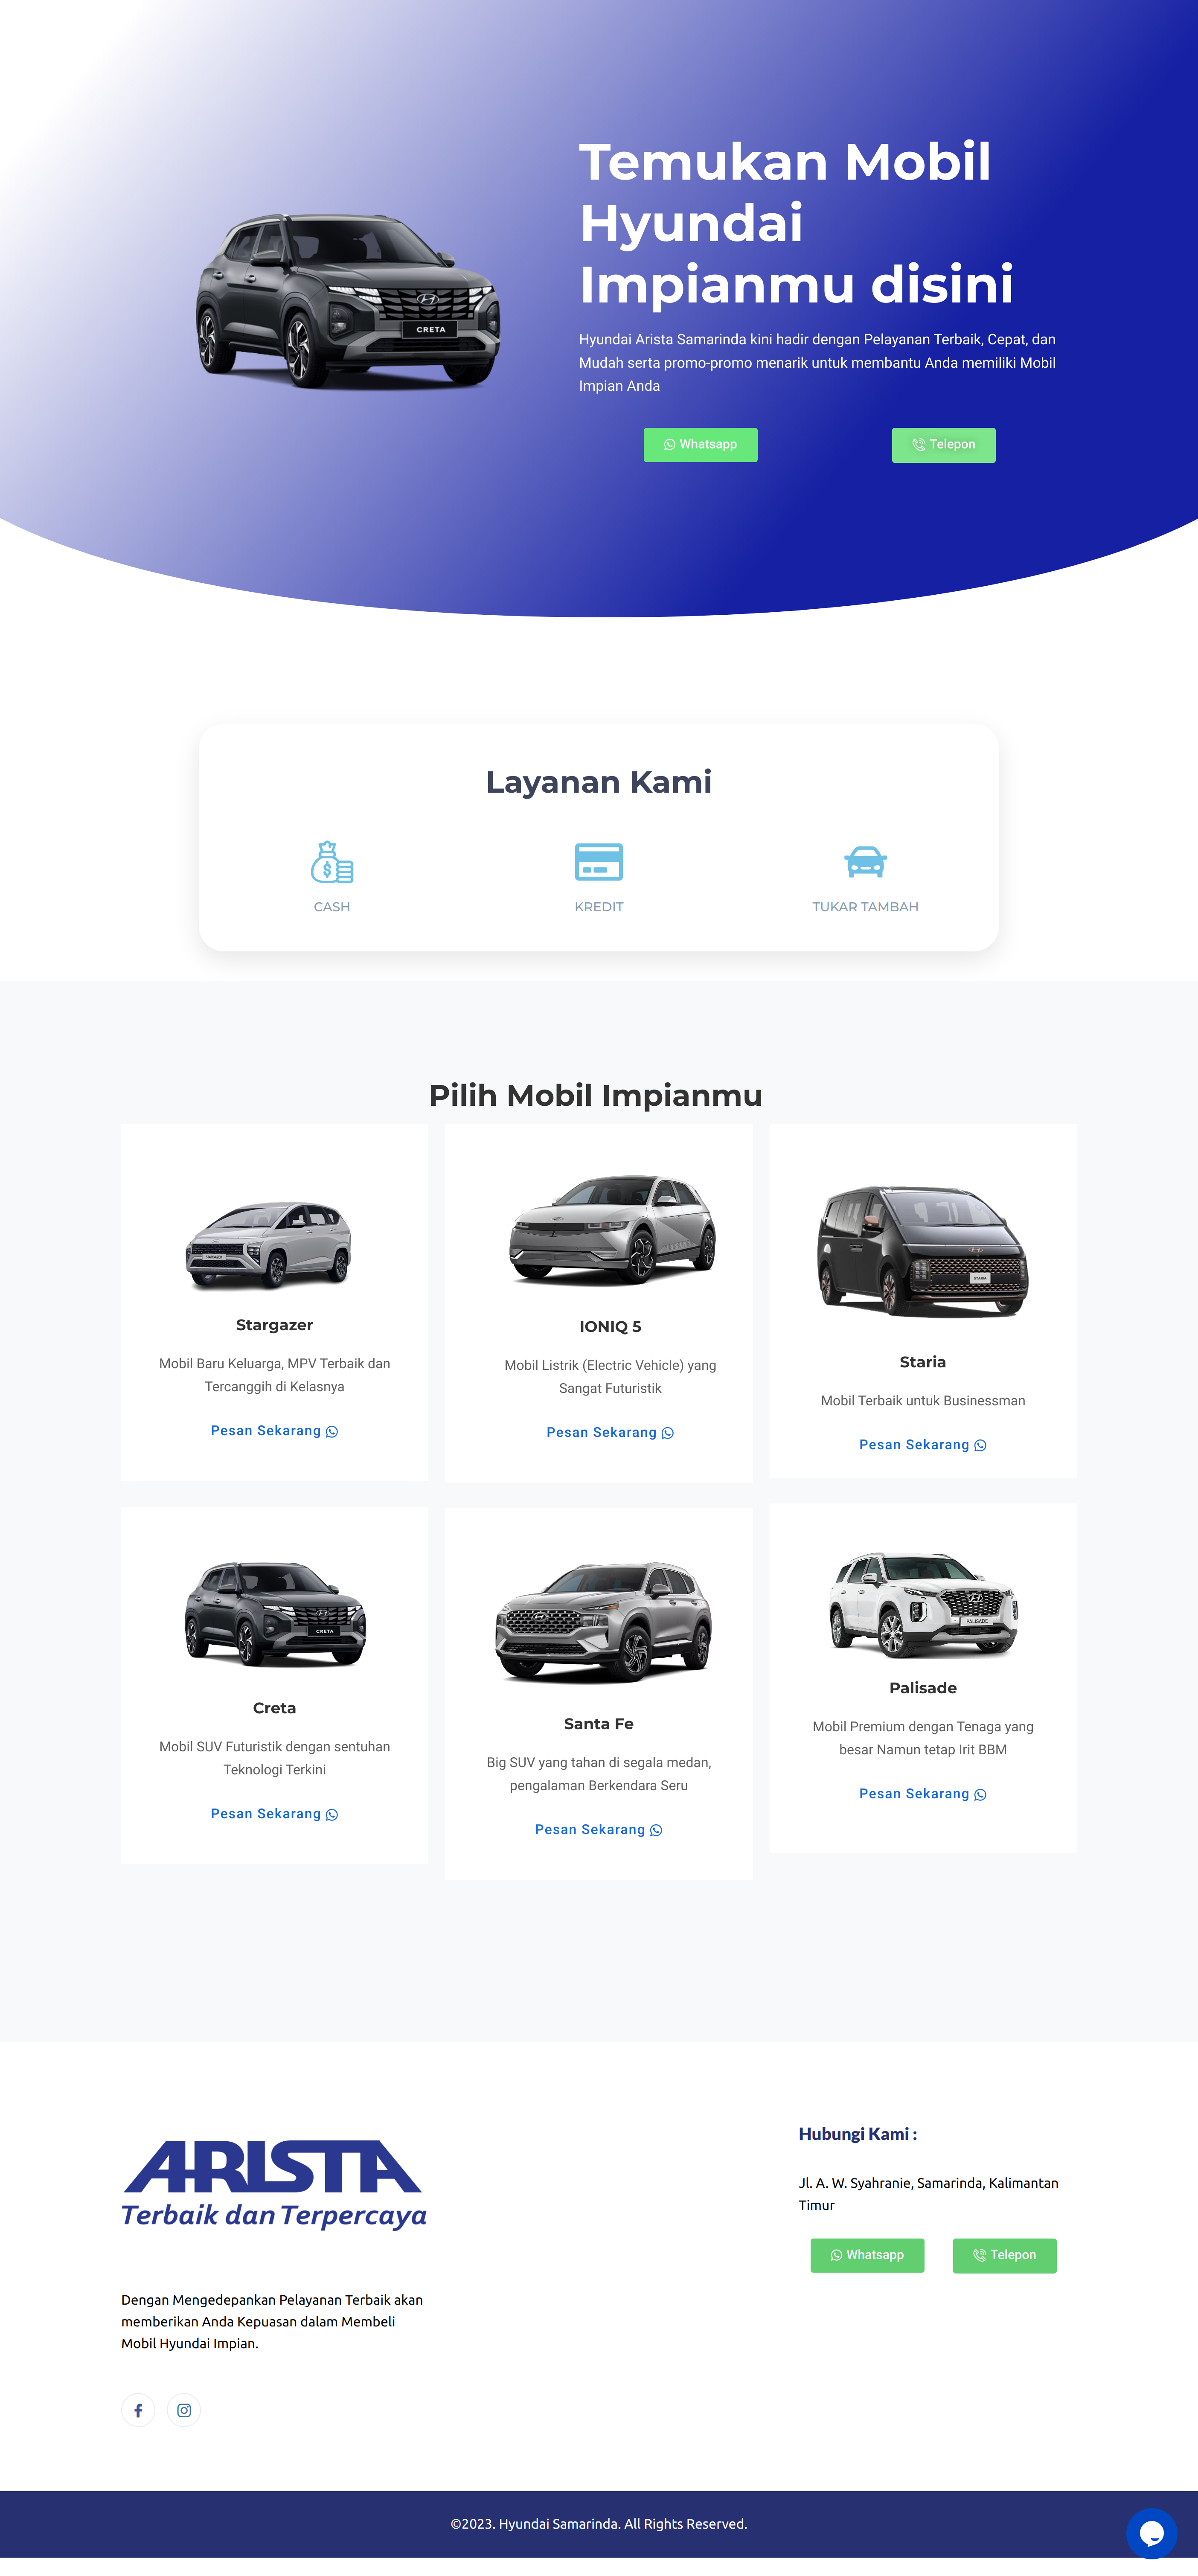 Temukan Mobil
Hyundai
Impianmu disini
CRETA
Hyundai Arista Samarinda kini hadir dengan Pelayanan Terbaik, Cepat, dan
Mudah serta promo-promo menarik untuk membantu Anda memiliki Mobil
Impian Anda
Whatsapp
Telepon
Layanan Kami
CASH
KREDIT
TUKAR TAMBAH
Pilih Mobil Impianmu
STARGAZER
Stargazer
Mobil Baru Keluarga, MPV Terbaik dan
Tercanggih di Kelasnya
Pesan Sekarang
IONIQ 5
Mobil Listrik (Electric Vehicle) yang
Sangat Futuristik
Pesan Sekarang
STARIA
Staria
Mobil Terbaik untuk Businessman
Pesan Sekarang
CRETA
Creta
Mobil SUV Futuristik dengan sentuhan
Teknologi Terkini
Pesan Sekarang
Santa Fe
Big SUV yang tahan di segala medan,
pengalaman Berkendara Seru
Pesan Sekarang
PALISADE
Palisade
Mobil Premium dengan Tenaga yang
besar Namun tetap Irit BBM
Pesan Sekarang
ARISTA
Terbaik dan Terpercaya
Dengan Mengedepankan Pelayanan Terbaik akan
memberikan Anda Kepuasan dalam Membeli
Mobil Hyundai Impian.
Hubungi Kami :
Jl. A. W. Syahranie, Samarinda, Kalimantan
Timur
Whatsapp
Telepon
©2023. Hyundai Samarinda. All Rights Reserved.